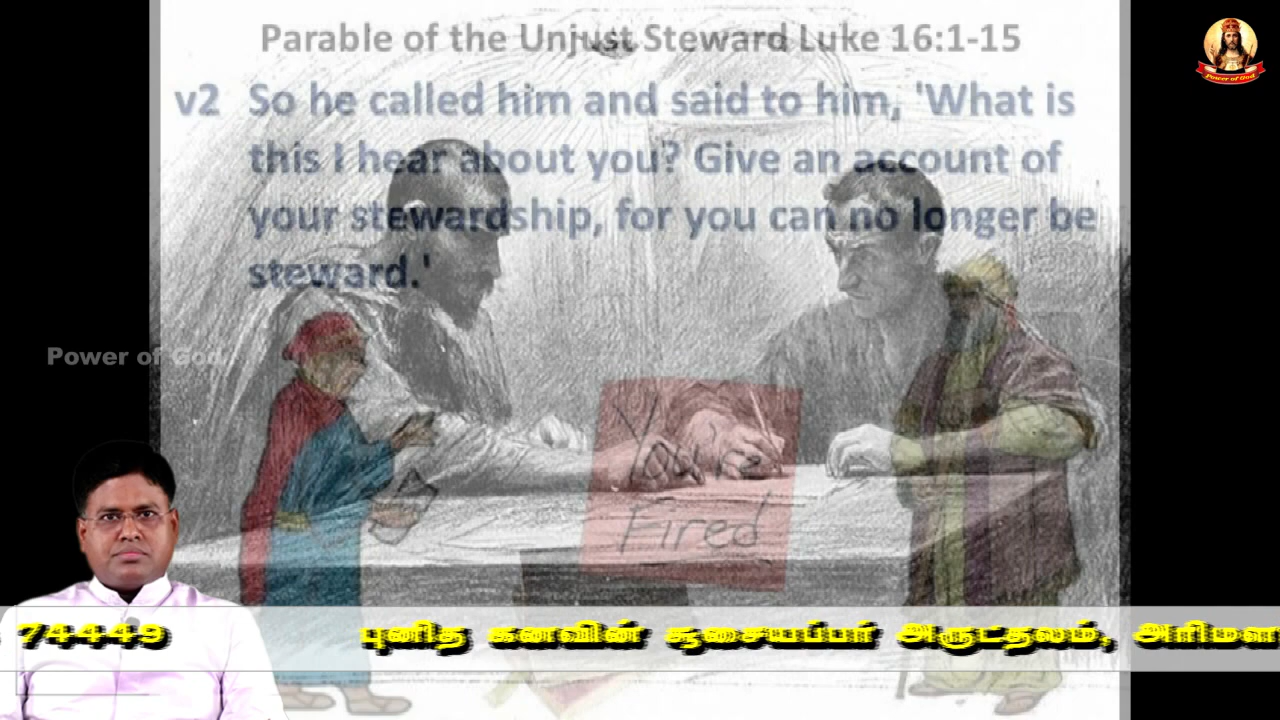 Parable of the Unjust Steward Luke 16:1-15
v2 So he called him and said to him, 'What is
this I hear about you? Give an account of
your stewardship, for you can no longer be
steward.'
Power of God
Power of God
You're
Fired
74449 புனித கனவின் சூசையப்பர் அருட்தலம், அரிமள